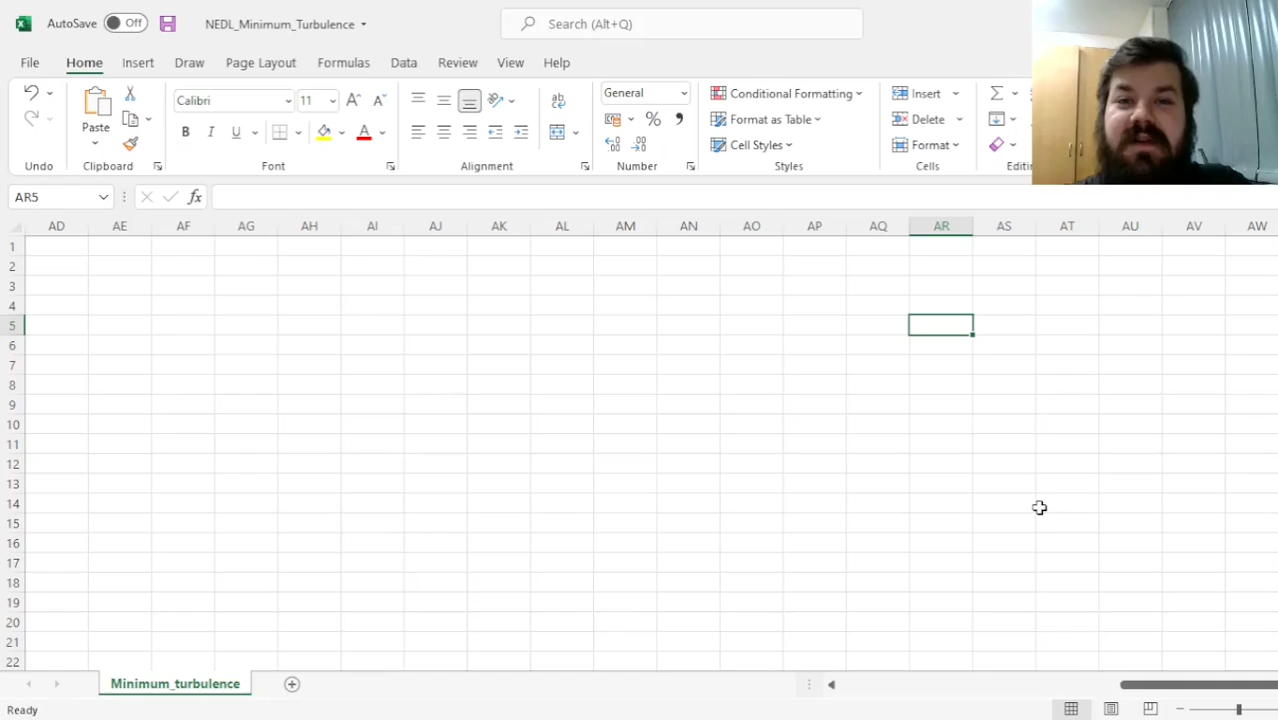 AutoSave Off NEDL_Minimum_Turbulence Search (Alt+Q)
File Home Insert Draw Page Layout Formulas Data Review View Help
Calibri 11 ab General Conditional Formatting Insert
Paste B I U A % Format as Table Delete
Cell Styles Format
Undo Clipboard Font Alignment Number Styles Cells Editin
AR5 fx
AD AE AF AG AH AI AJ AK AL AM AN AO AP AQ AR AS AT AU AV AW
1
2
3
4
5
6
7
8
9
10
11
12
13
14
15
16
17
18
19
20
21
22
Minimum_turbulence
Ready